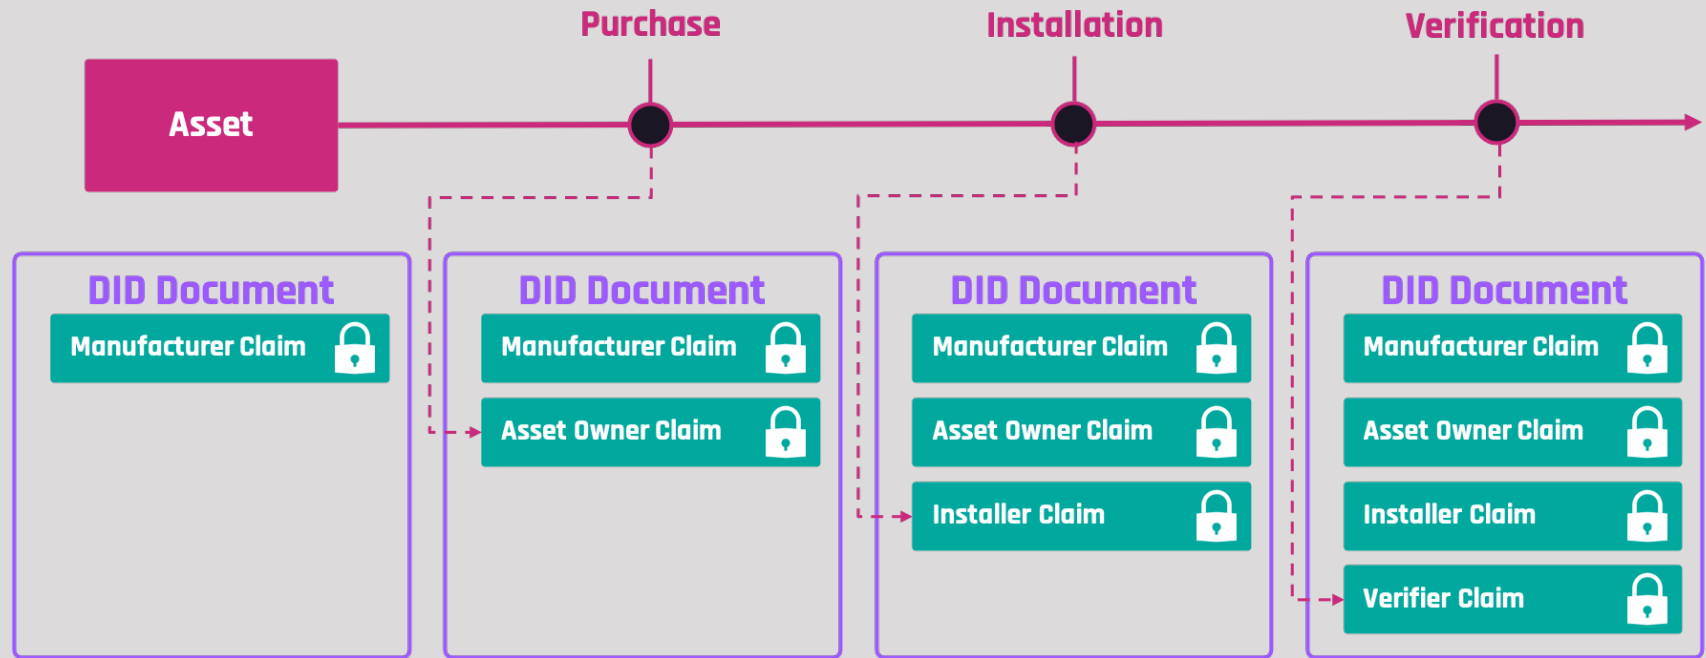 Purchase
Installation
Verification
Asset
DID Document
Manufacturer Claim
DID Document
Manufacturer Claim
Asset Owner Claim
DID Document
Manufacturer Claim
Asset Owner Claim
Installer Claim
DID Document
Manufacturer Claim
Asset Owner Claim
Installer Claim
Verifier Claim